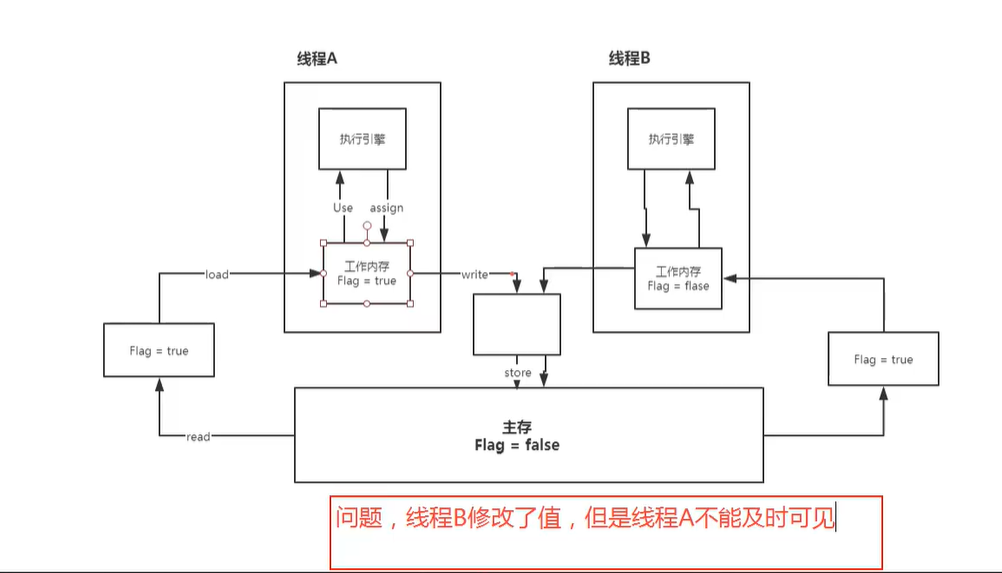 线程A
线程B
执行引擎
执行引擎
Use
assign
工作内存
Flag = true
工作内存
Flag = flase
load
write
Flag = true
Flag = true
store
主存
Flag = false
read
问题，线程B修改了值，但是线程A不能及时可见